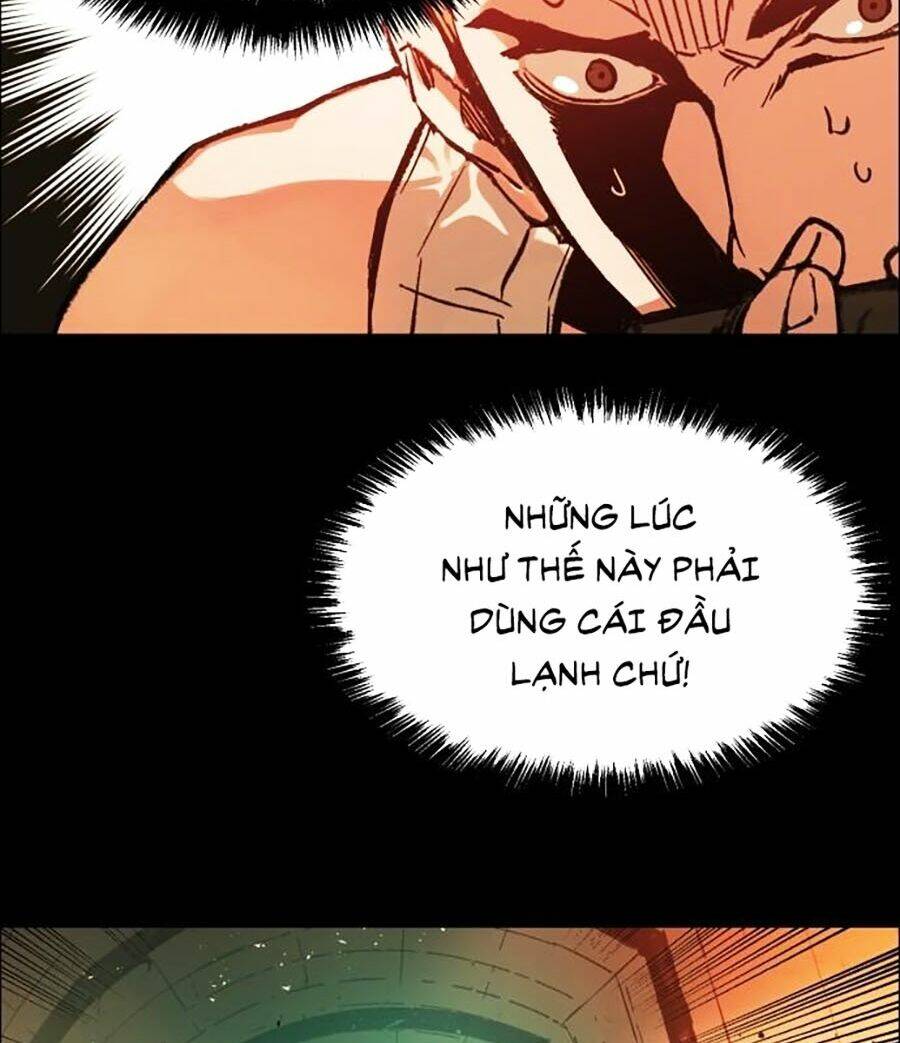 NHỮNG LÚC
NHƯ THẾ NÀY PHẢI
DÙNG CÁI ĐẦU
LẠNH CHỨ!